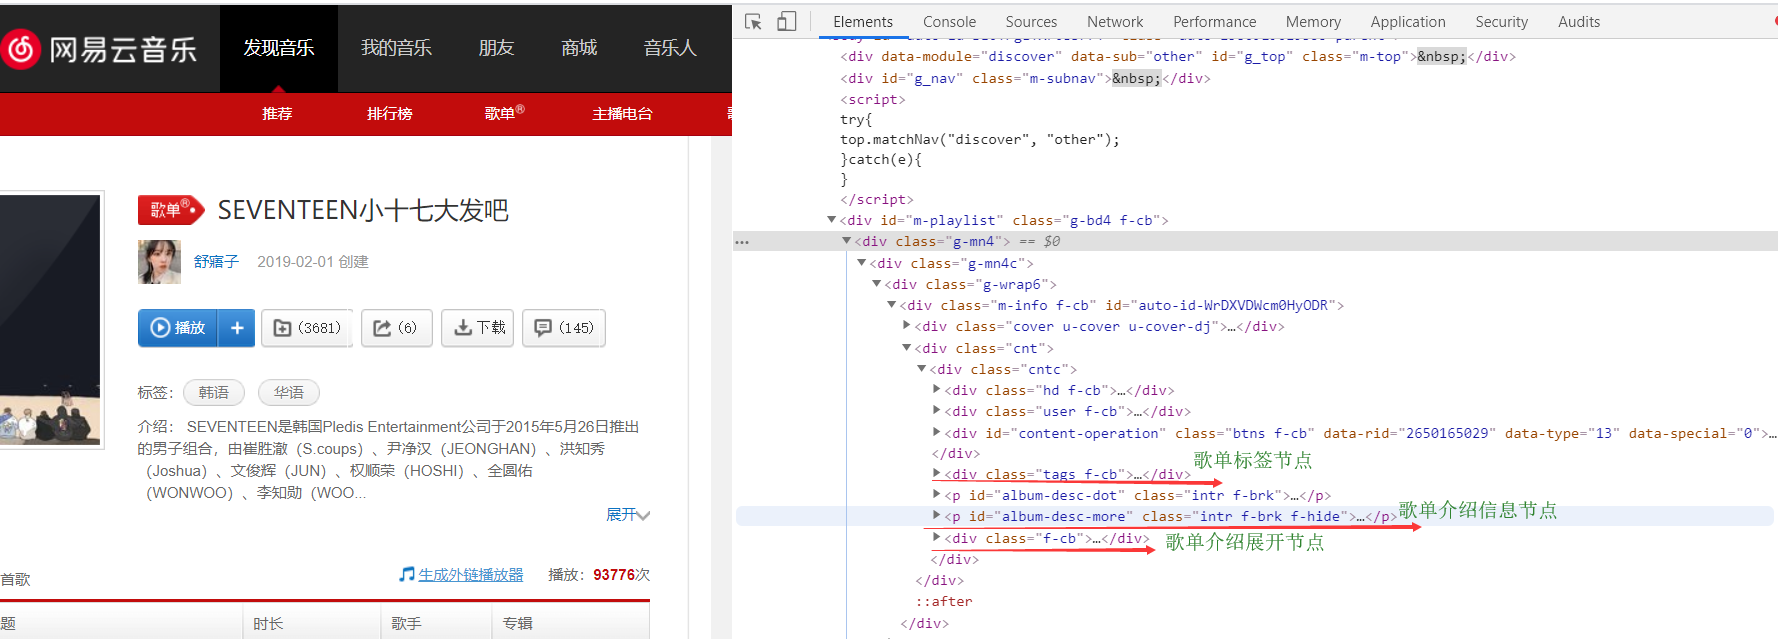 网易云音乐
发现音乐
我的音乐
朋友
商城
音乐人
推荐
排行榜
歌单®
主播电台
歌单®
SEVENTEEN小十七大发吧
舒寤子
2019-02-01 创建
播放
+
(3681)
(6)
下载
(145)
标签：
韩语
华语
介绍： SEVENTEEN是韩国Pledis Entertainment公司于2015年5月26日推出
的男子组合，由崔胜澈（S.coups）、尹净汉（JEONGHAN）、洪知秀
（Joshua）、文俊辉（JUN）、权顺荣（HOSHI）、全圆佑
（WONWOO）、李知勋（WOO...
展开
首歌
生成外链播放器
播放：93776次
题
时长
歌手
专辑
Elements
Console
Sources
Network
Performance
Memory
Application
Security
Audits
<div data-module="discover" data-sub="other" id="g_top" class="m-top">&nbsp;</div>
<div id="g_nav" class="m-subnav">&nbsp;</div>
<script>
try{
top.matchNav("discover", "other");
}catch(e){
}
</script>
<div id="m-playlist" class="g-bd4 f-cb">
<div class="g-mn4"> == $0
<div class="g-mn4c">
<div class="g-wrap6">
<div class="m-info f-cb" id="auto-id-WrDXVDWcm0HyODR">
<div class="cover u-cover u-cover-dj">…</div>
<div class="cnt">
<div class="cntc">
<div class="hd f-cb">…</div>
<div class="user f-cb">…</div>
<div id="content-operation" class="btns f-cb" data-rid="2650165029" data-type="13" data-special="0">…
</div>
歌单标签节点
<div class="tags f-cb">…</div>
<p id="album-desc-dot" class="intr f-brk">…</p>
<p id="album-desc-more" class="intr f-brk f-hide">…</p>
歌单介绍信息节点
<div class="f-cb">…</div>
歌单介绍展开节点
</div>
</div>
::after
</div>